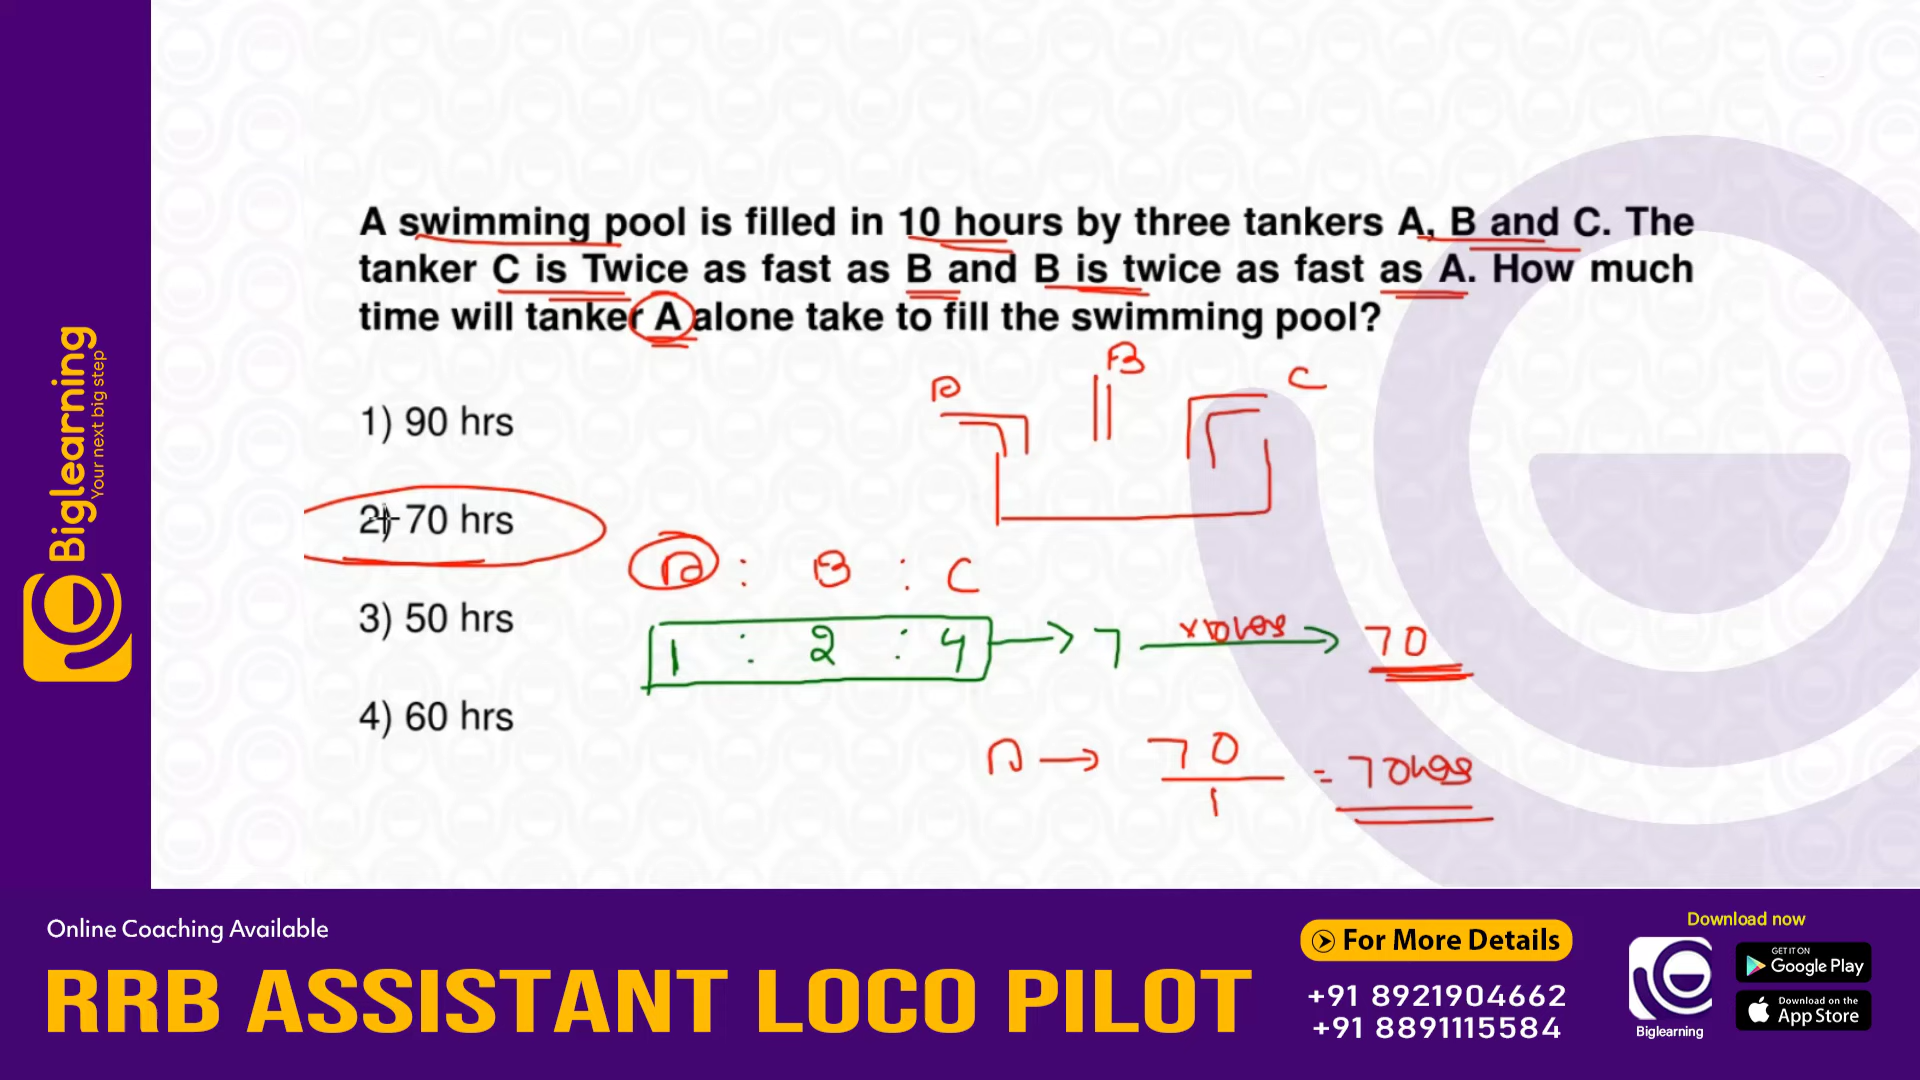 A swimming pool is filled in 10 hours by three tankers A, B and C. The
tanker C is Twice as fast as B and B is twice as fast as A. How much
time will tanker A alone take to fill the swimming pool?
B
A
C
1) 90 hrs
2) 70 hrs
A : B : C
3) 50 hrs
1 : 2 : 4 → 7 ×10hrs → 70
4) 60 hrs
A → 70/1 = 70hrs
Biglearning
Your next big step
Online Coaching Available
RRB ASSISTANT LOCO PILOT
For More Details
+91 8921904662
+91 8891115584
Download now
Biglearning
GET IT ON
Google Play
Download on the
App Store